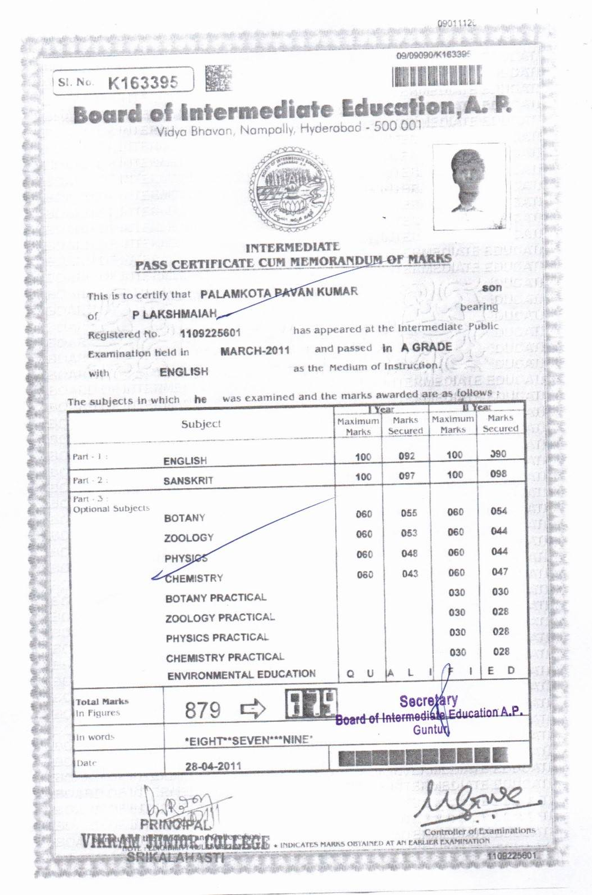 0901112
09/09090/K163395
Sl. No. K163395
Board of Intermediate Education, A. P.
Vidya Bhavan, Nampally, Hyderabad - 500 001
INTERMEDIATE
PASS CERTIFICATE CUM MEMORANDUM OF MARKS
This is to certify that PALAMKOTA PAVAN KUMAR son
of P LAKSHMAIAH bearing
Registered No. 1109225601 has appeared at the Intermediate Public
Examination held in MARCH-2011 and passed in A GRADE
with ENGLISH as the Medium of Instruction.
The subjects in which he was examined and the marks awarded are as follows :
I Year II Year
Subject Maximum Marks Marks Secured Maximum Marks Marks Secured
Part - 1 : ENGLISH 100 092 100 090
Part - 2 : SANSKRIT 100 097 100 098
Part - 3 :
Optional Subjects
BOTANY 060 055 060 054
ZOOLOGY 060 053 060 044
PHYSICS 060 048 060 044
CHEMISTRY 060 043 060 047
BOTANY PRACTICAL 030 030
ZOOLOGY PRACTICAL 030 028
PHYSICS PRACTICAL 030 028
CHEMISTRY PRACTICAL 030 028
ENVIRONMENTAL EDUCATION Q U A L I F I E D
Total Marks
In Figures 879 879
Secretary
Board of Intermediate Education A.P.
Guntur
In words *EIGHT**SEVEN***NINE*
Date 28-04-2011
PRINCIPAL
Controller of Examinations
VIKRAM JUNIOR COLLEGE * INDICATES MARKS OBTAINED AT AN EARLIER EXAMINATION
SRIKALAHASTI
1109225601